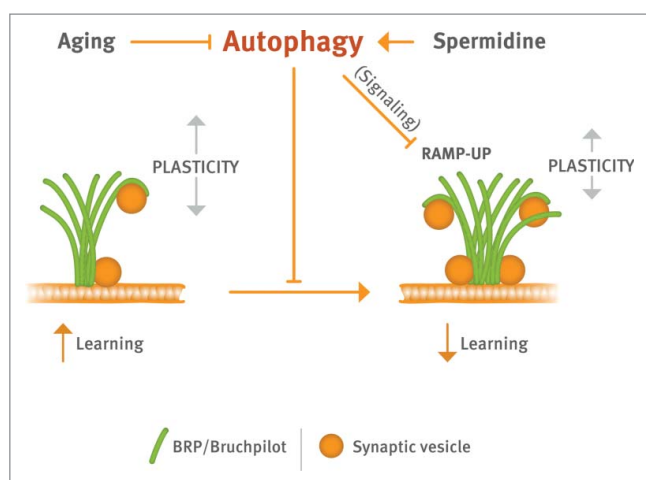 Aging
Autophagy
Spermidine
(Signaling)
PLASTICITY
RAMP-UP
PLASTICITY
Learning
Learning
BRP/Bruchpilot
Synaptic vesicle